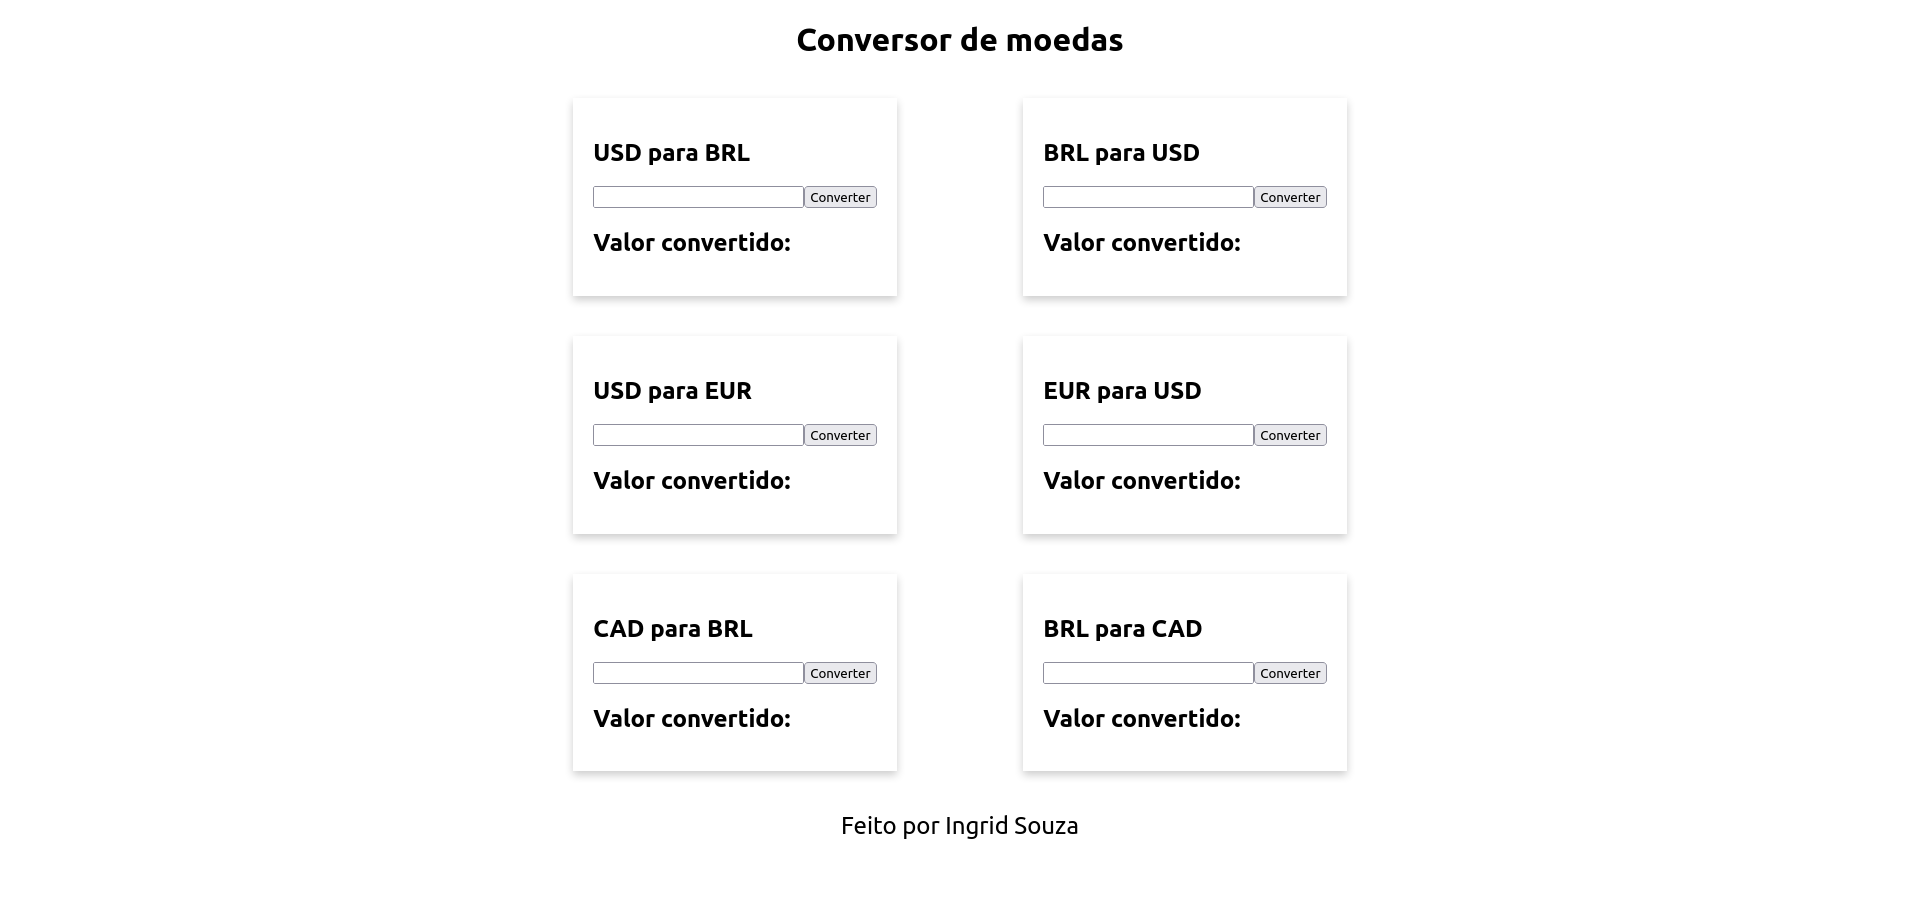 Conversor de moedas
USD para BRL
Converter
Valor convertido:
BRL para USD
Converter
Valor convertido:
USD para EUR
Converter
Valor convertido:
EUR para USD
Converter
Valor convertido:
CAD para BRL
Converter
Valor convertido:
BRL para CAD
Converter
Valor convertido:
Feito por Ingrid Souza